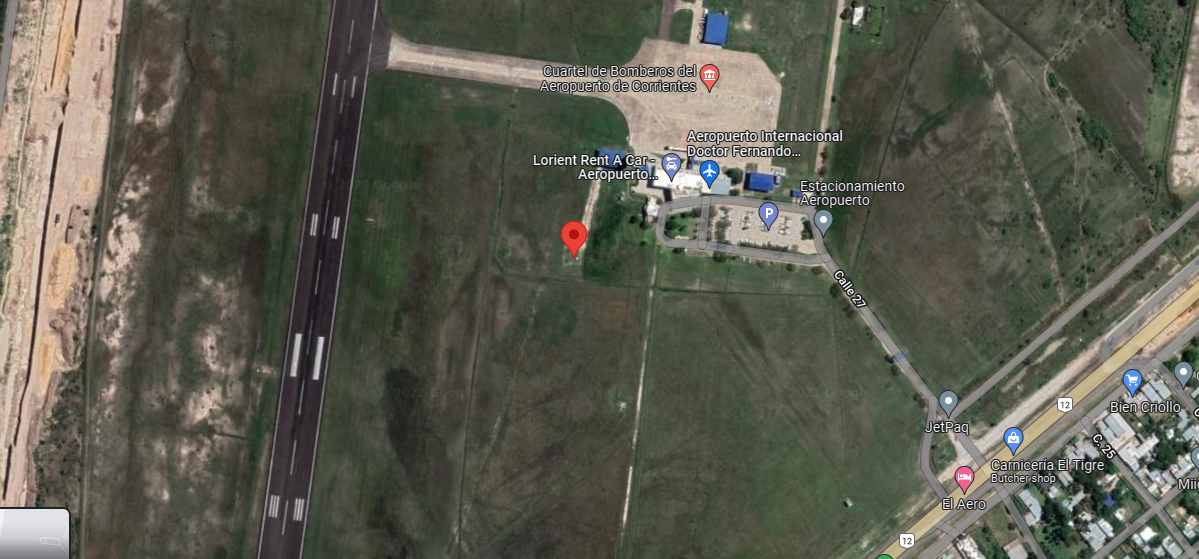 Cuartel de Bomberos del
Aeropuerto de Corrientes
Aeropuerto Internacional
Doctor Fernando...
Lorient Rent A Car -
Aeropuerto...
P
Estacionamiento
Aeropuerto
Calle 27
12
Bien Criollo
JetPaq
C. 25
Carnicería El Tigre
Butcher shop
El Aero
12